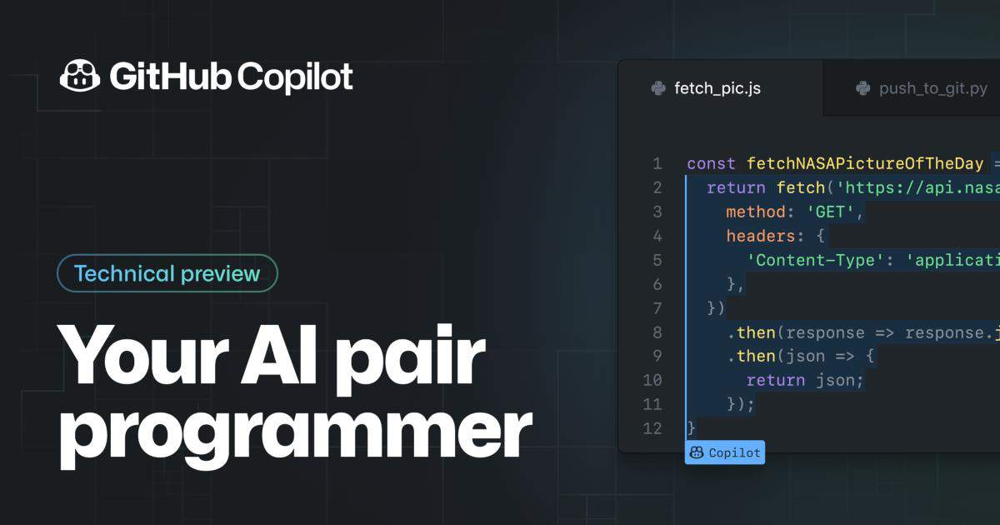 GitHub Copilot
Technical preview
Your AI pair
programmer
fetch_pic.js
push_to_git.py
1 const fetchNASAPictureOfTheDay =
2 return fetch('https://api.nasa
3 method: 'GET',
4 headers: {
5 'Content-Type': 'applicati
6 },
7 })
8 .then(response => response.j
9 .then(json => {
10 return json;
11 });
12 }
Copilot